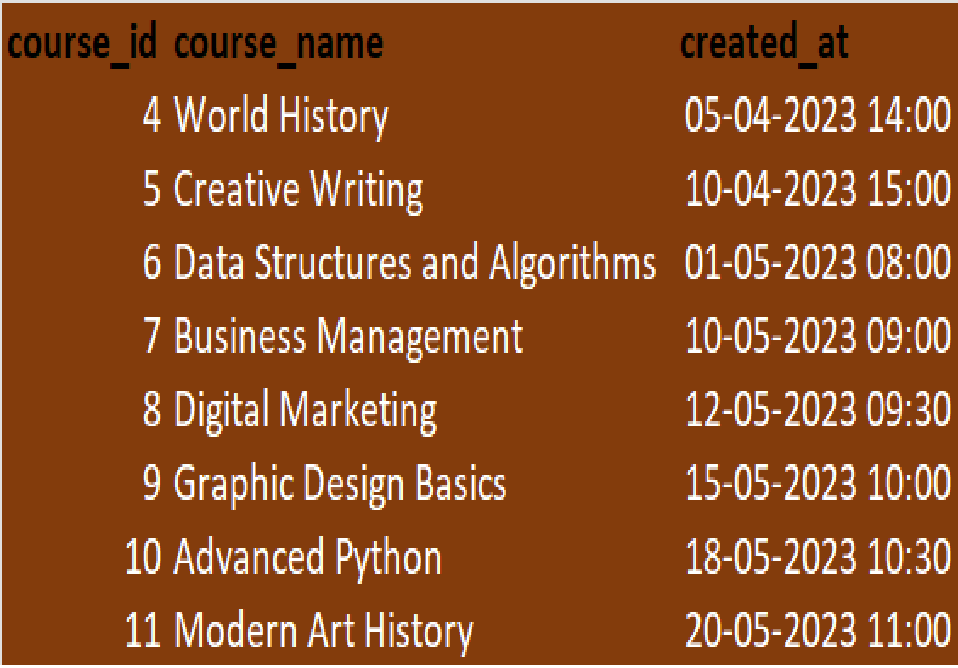 course_id course_name created_at
4 World History 05-04-2023 14:00
5 Creative Writing 10-04-2023 15:00
6 Data Structures and Algorithms 01-05-2023 08:00
7 Business Management 10-05-2023 09:00
8 Digital Marketing 12-05-2023 09:30
9 Graphic Design Basics 15-05-2023 10:00
10 Advanced Python 18-05-2023 10:30
11 Modern Art History 20-05-2023 11:00